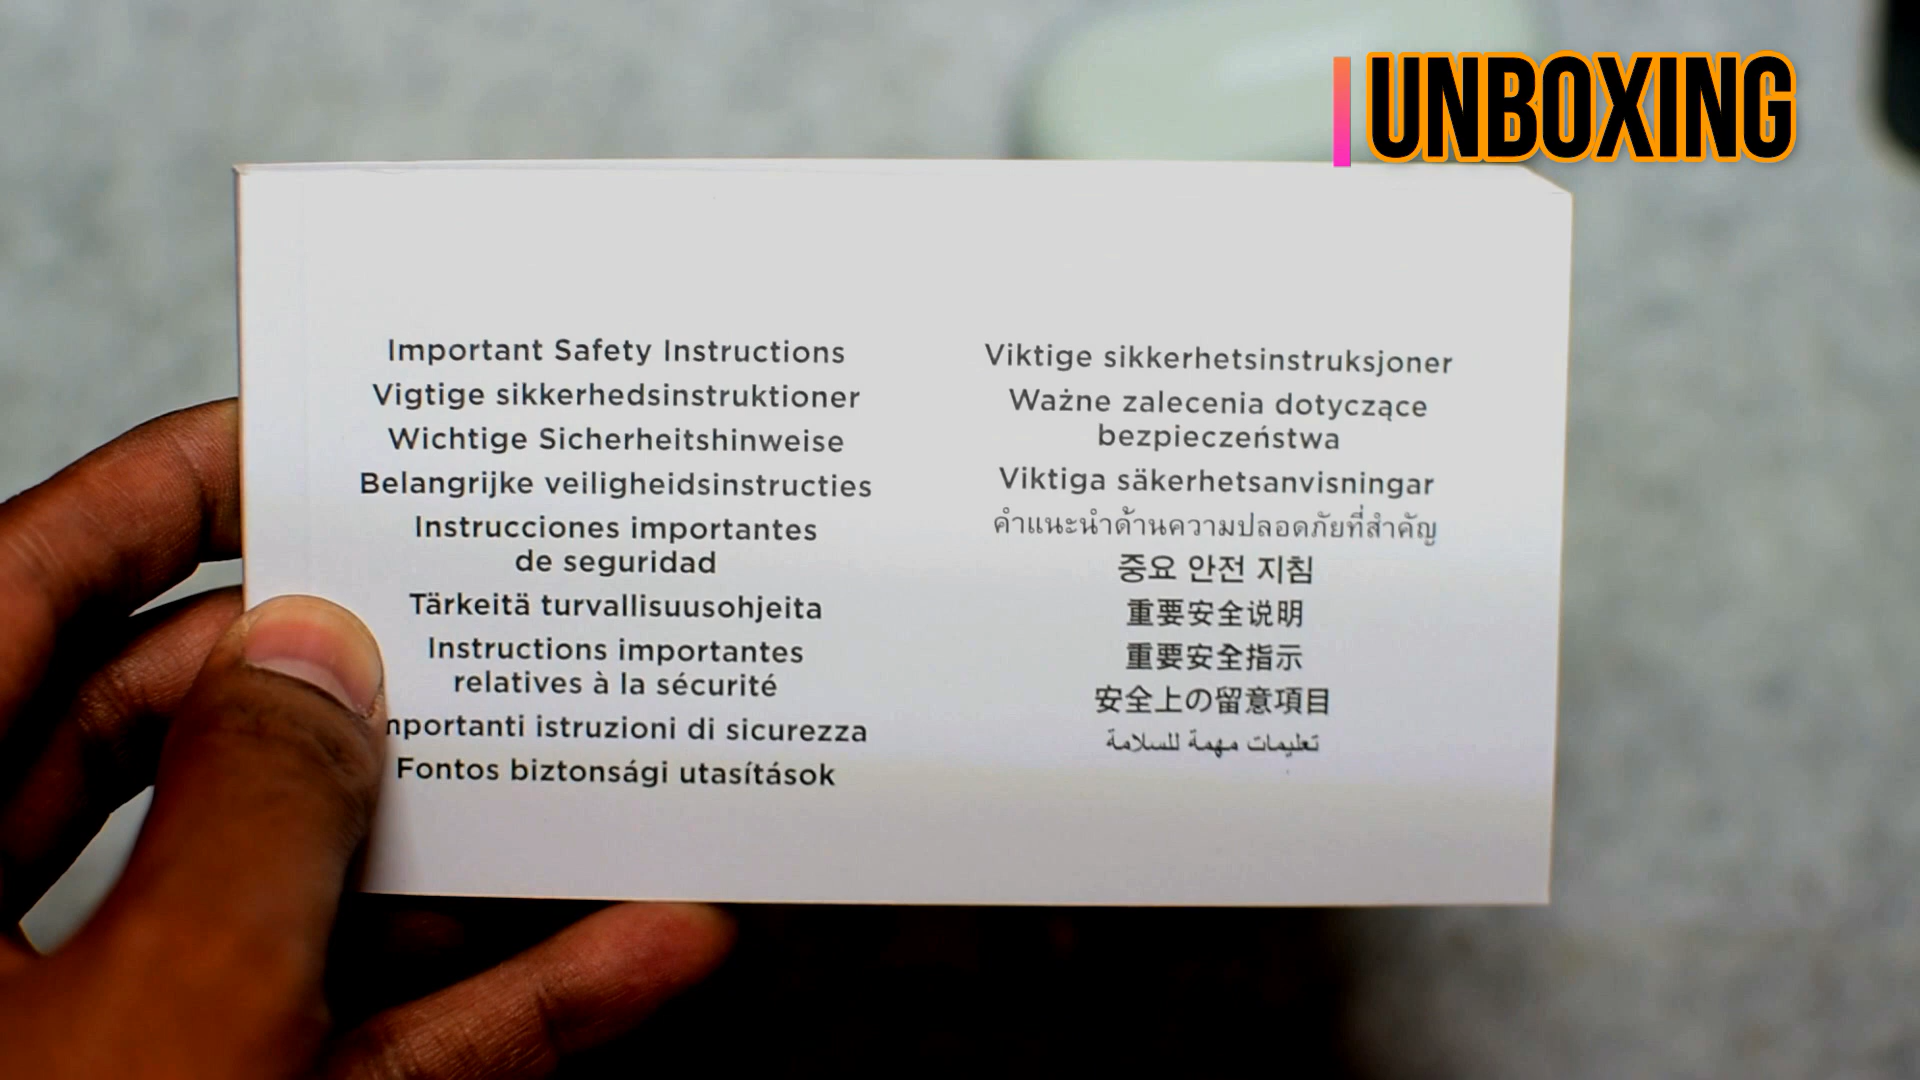 UNBOXING
Important Safety Instructions
Vigtige sikkerhedsinstruktioner
Wichtige Sicherheitshinweise
Belangrijke veiligheidsinstructies
Instrucciones importantes
de seguridad
Tärkeitä turvallisuusohjeita
Instructions importantes
relatives à la sécurité
mportanti istruzioni di sicurezza
Fontos biztonsági utasítások
Viktige sikkerhetsinstruksjoner
Ważne zalecenia dotyczące
bezpieczeństwa
Viktiga säkerhetsanvisningar
คำแนะนำด้านความปลอดภัยที่สำคัญ
중요 안전 지침
重要安全说明
重要安全指示
安全上の留意項目
تعليمات مهمة للسلامة